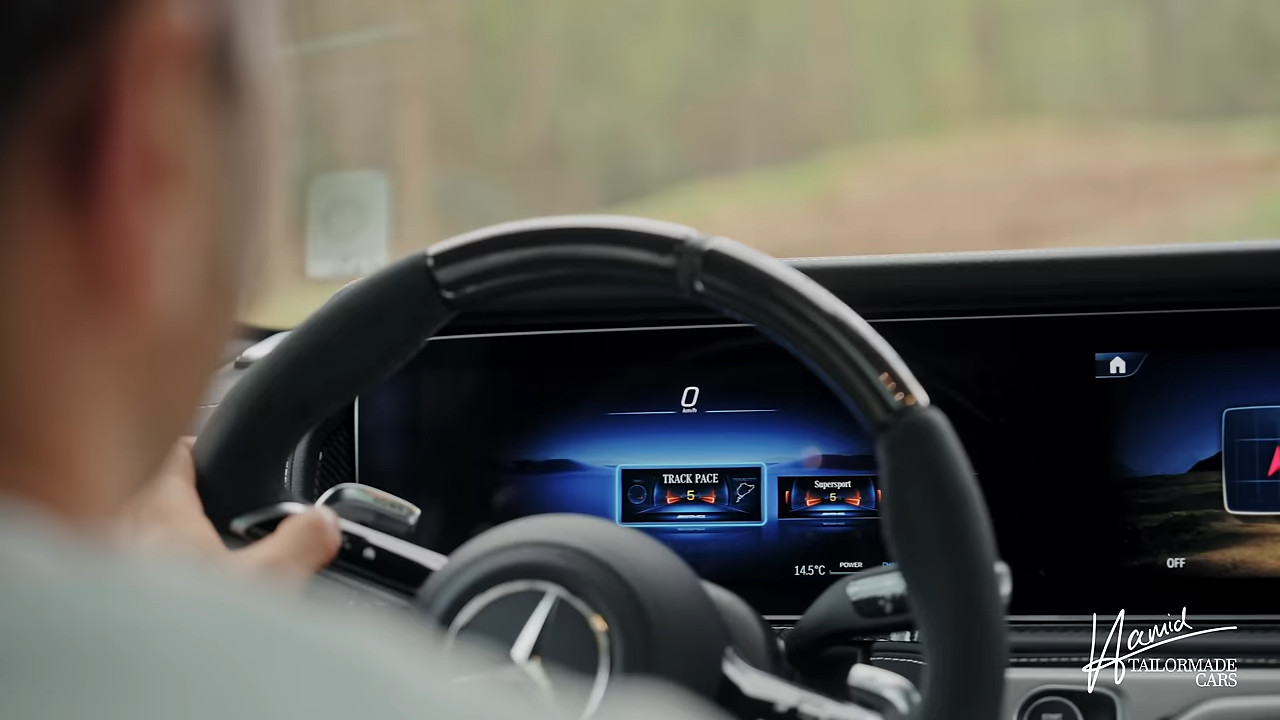 0
km/h
TRACK PACE
5
Supersport
5
14.5°C
POWER
OFF
Hamid
TAILORMADE
CARS